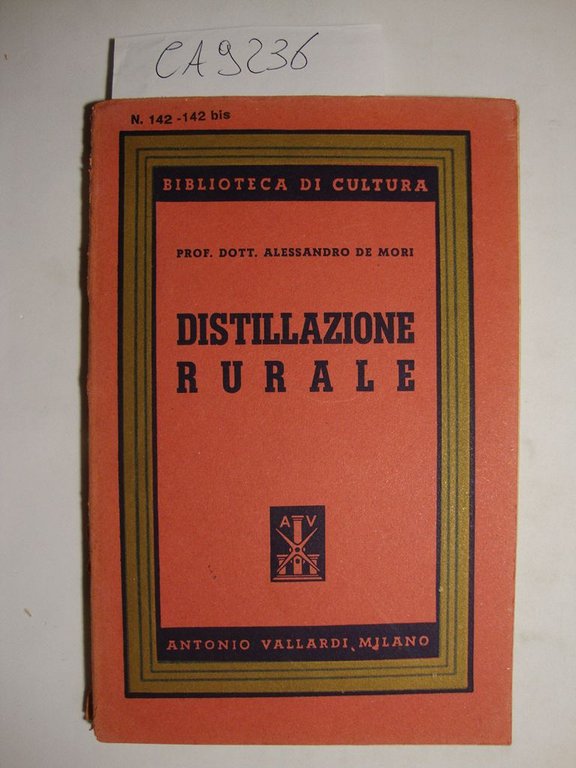 CA9236
N. 142 - 142 bis
BIBLIOTECA DI CULTURA
PROF. DOTT. ALESSANDRO DE MORI
DISTILLAZIONE
RURALE
A V
ANTONIO VALLARDI, MILANO